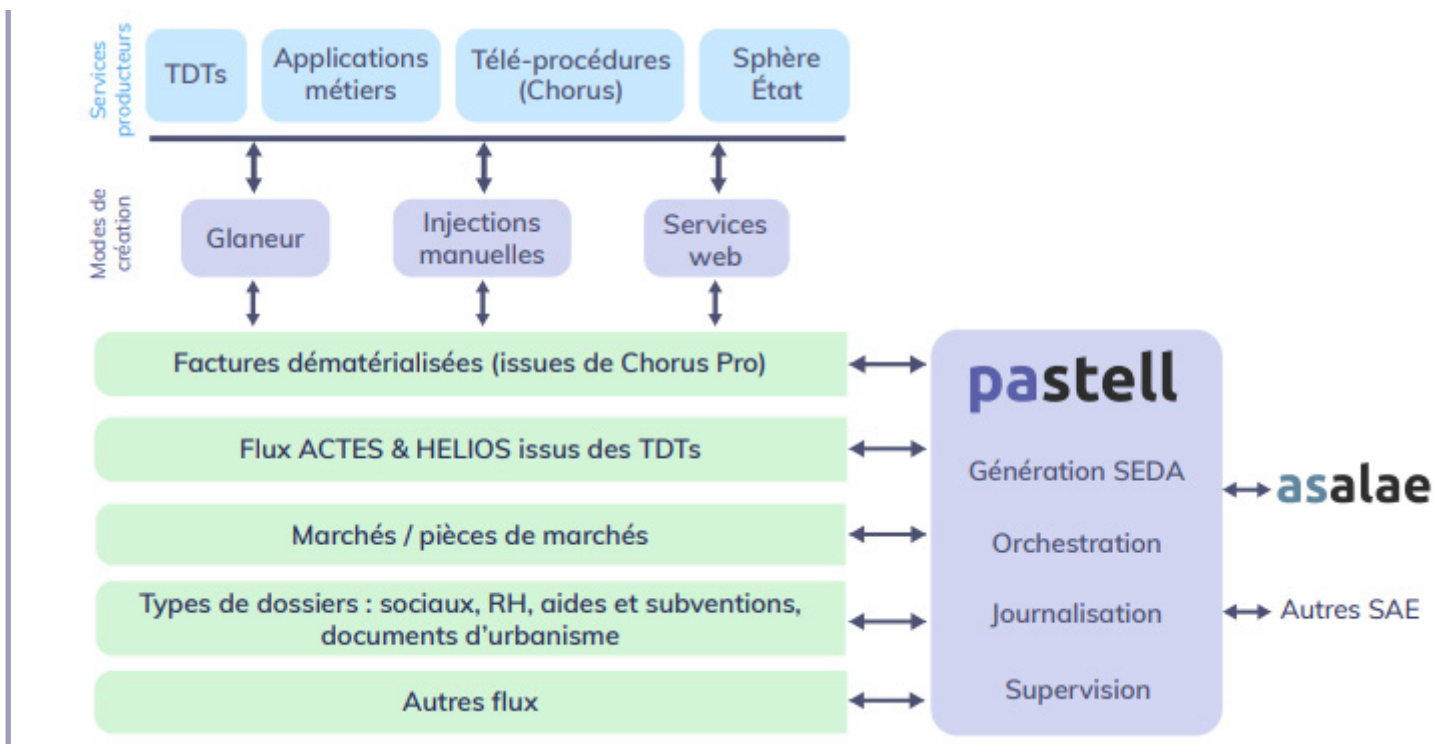 Services
producteurs
TDTs
Applications
métiers
Télé-procédures
(Chorus)
Sphère
État
Modes de
création
Glaneur
Injections
manuelles
Services
web
Factures dématérialisées (issues de Chorus Pro)
Flux ACTES & HELIOS issus des TDTs
Marchés / pièces de marchés
Types de dossiers : sociaux, RH, aides et subventions,
documents d'urbanisme
Autres flux
pastell
Génération SEDA
Orchestration
Journalisation
Supervision
asalae
Autres SAE